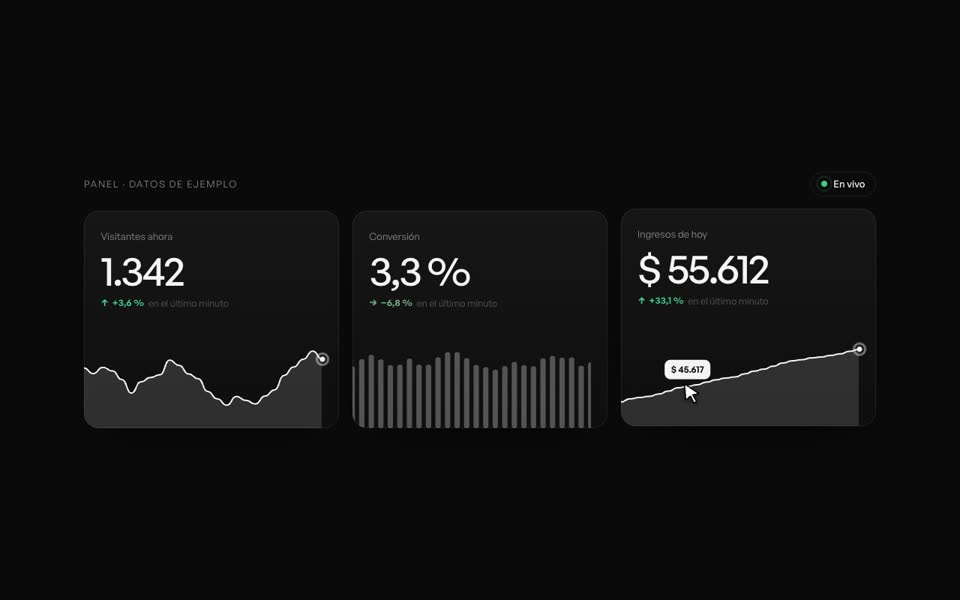 PANEL · DATOS DE EJEMPLO
En vivo
Visitantes ahora
1.342
↑ +3,6 % en el último minuto
Conversión
3,3 %
→ −6,8 % en el último minuto
Ingresos de hoy
$ 55.612
↑ +33,1 % en el último minuto
$ 45.617